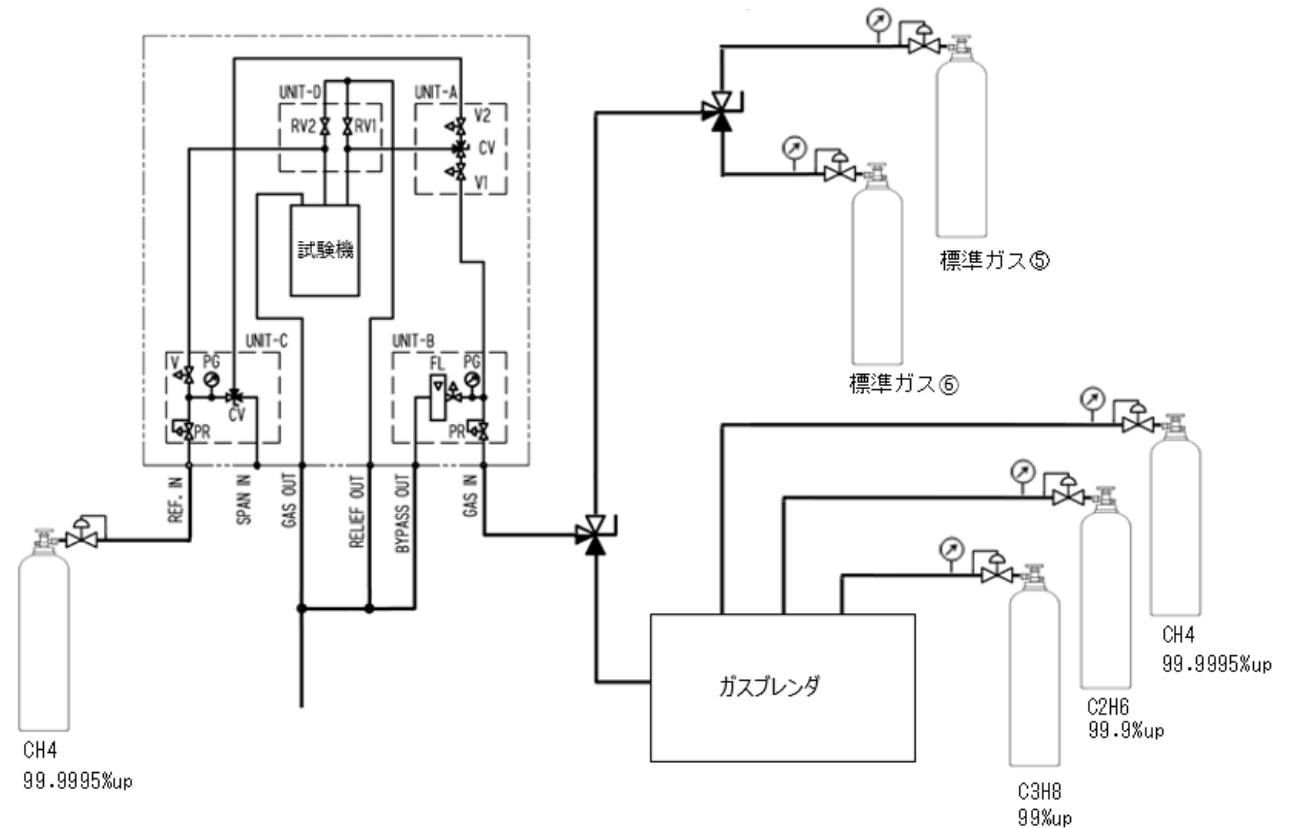 UNIT-D
UNIT-A
V2
RV2
RV1
CV
V1
試験機
標準ガス⑤
UNIT-C
UNIT-B
V
PG
FL
PG
標準ガス⑥
CV
PR
PR
REF. IN
SPAN IN
GAS OUT
RELIEF OUT
BYPASS OUT
GAS IN
CH4
99.9995%up
ガスブレンダ
C2H6
99.9%up
CH4
99.9995%up
C3H8
99%up